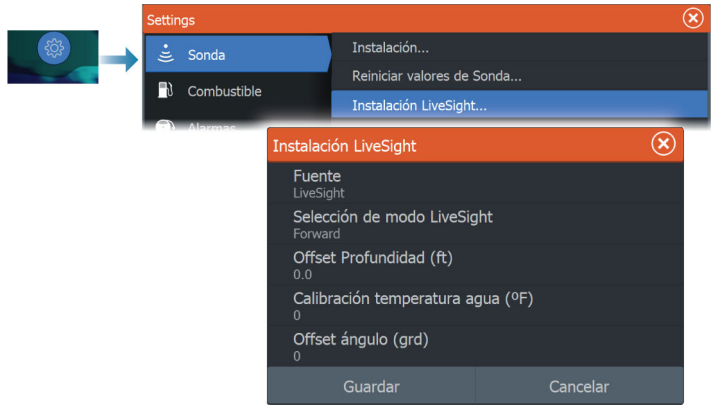 Settings
Sonda
Instalación...
Reiniciar valores de Sonda...
Combustible
Instalación LiveSight...
Alarmas
Instalación LiveSight
Fuente
LiveSight
Selección de modo LiveSight
Forward
Offset Profundidad (ft)
0.0
Calibración temperatura agua (ºF)
0
Offset ángulo (grd)
0
Guardar
Cancelar